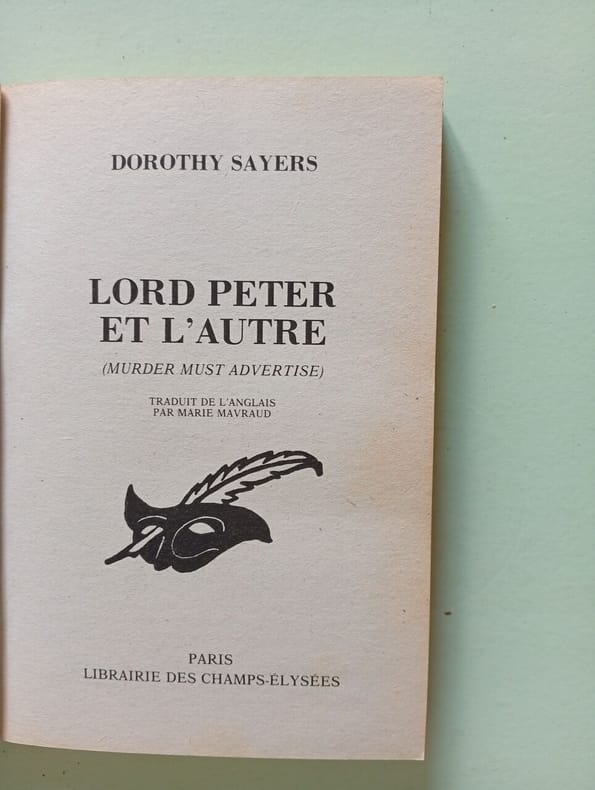 DOROTHY SAYERS
LORD PETER
ET L'AUTRE
(MURDER MUST ADVERTISE)
TRADUIT DE L'ANGLAIS
PAR MARIE MAVRAUD
PARIS
LIBRAIRIE DES CHAMPS-ÉLYSÉES